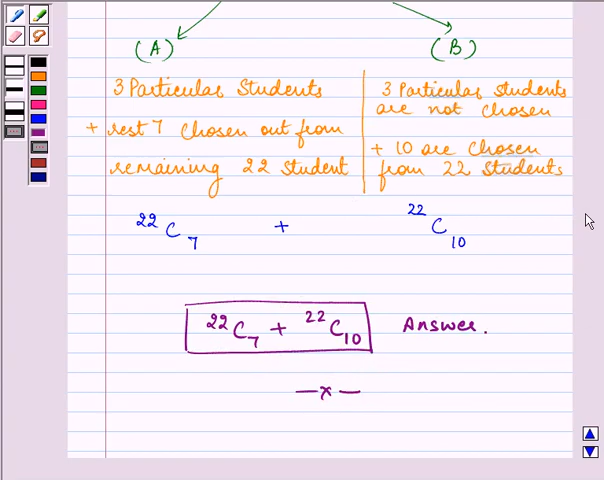 (A) (B)
3 Particular Students
+ rest 7 Chosen out from
remaining 22 Student
3 Particular students
are not chosen
+ 10 are Chosen
from 22 Students
²²C₇ + ²²C₁₀
²²C₇ + ²²C₁₀ Answer.
—x—